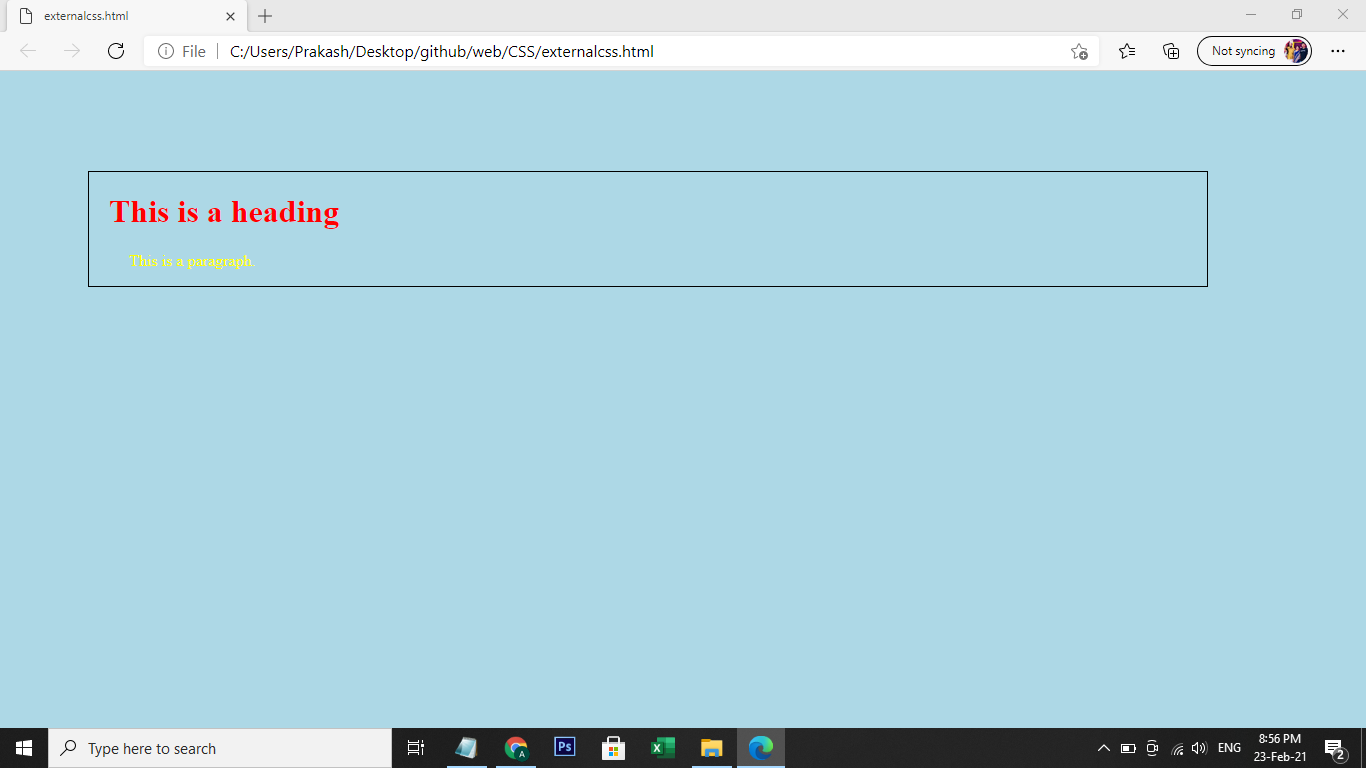 externalcss.html
File
C:/Users/Prakash/Desktop/github/web/CSS/externalcss.html
Not syncing
This is a heading
This is a paragraph.
Type here to search
A
Ps
X
ENG
8:56 PM
23-Feb-21
2